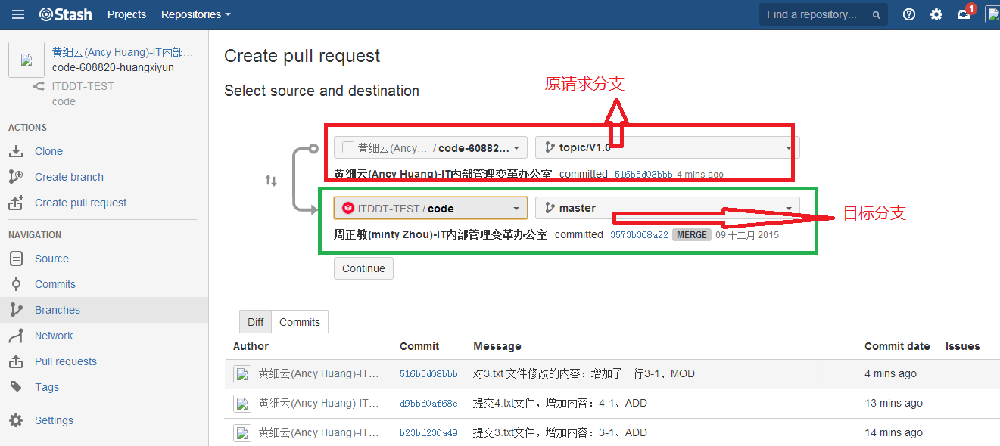 Stash Projects Repositories Find a repository... 1
黄细云(Ancy Huang)-IT内部...
code-608820-huangxiyun
ITDDT-TEST
code
ACTIONS
Clone
Create branch
Create pull request
NAVIGATION
Source
Commits
Branches
Network
Pull requests
Tags
Settings
Create pull request
Select source and destination
原请求分支
黄细云(Ancy... / code-60882... topic/V1.0
黄细云(Ancy Huang)-IT内部管理变革办公室 committed 516b5d08bbb 4 mins ago
ITDDT-TEST / code master
目标分支
周正敏(minty Zhou)-IT内部管理变革办公室 committed 3573b368a22 MERGE 09 十二月 2015
Continue
Diff Commits
Author Commit Message Commit date Issues
黄细云(Ancy Huang)-IT... 516b5d08bbb 对3.txt 文件修改的内容：增加了一行3-1、MOD 4 mins ago
黄细云(Ancy Huang)-IT... d9bbd0af68e 提交4.txt文件，增加内容：4-1、ADD 13 mins ago
黄细云(Ancy Huang)-IT... b23bd230a49 提交3.txt文件，增加内容：3-1、ADD 14 mins ago